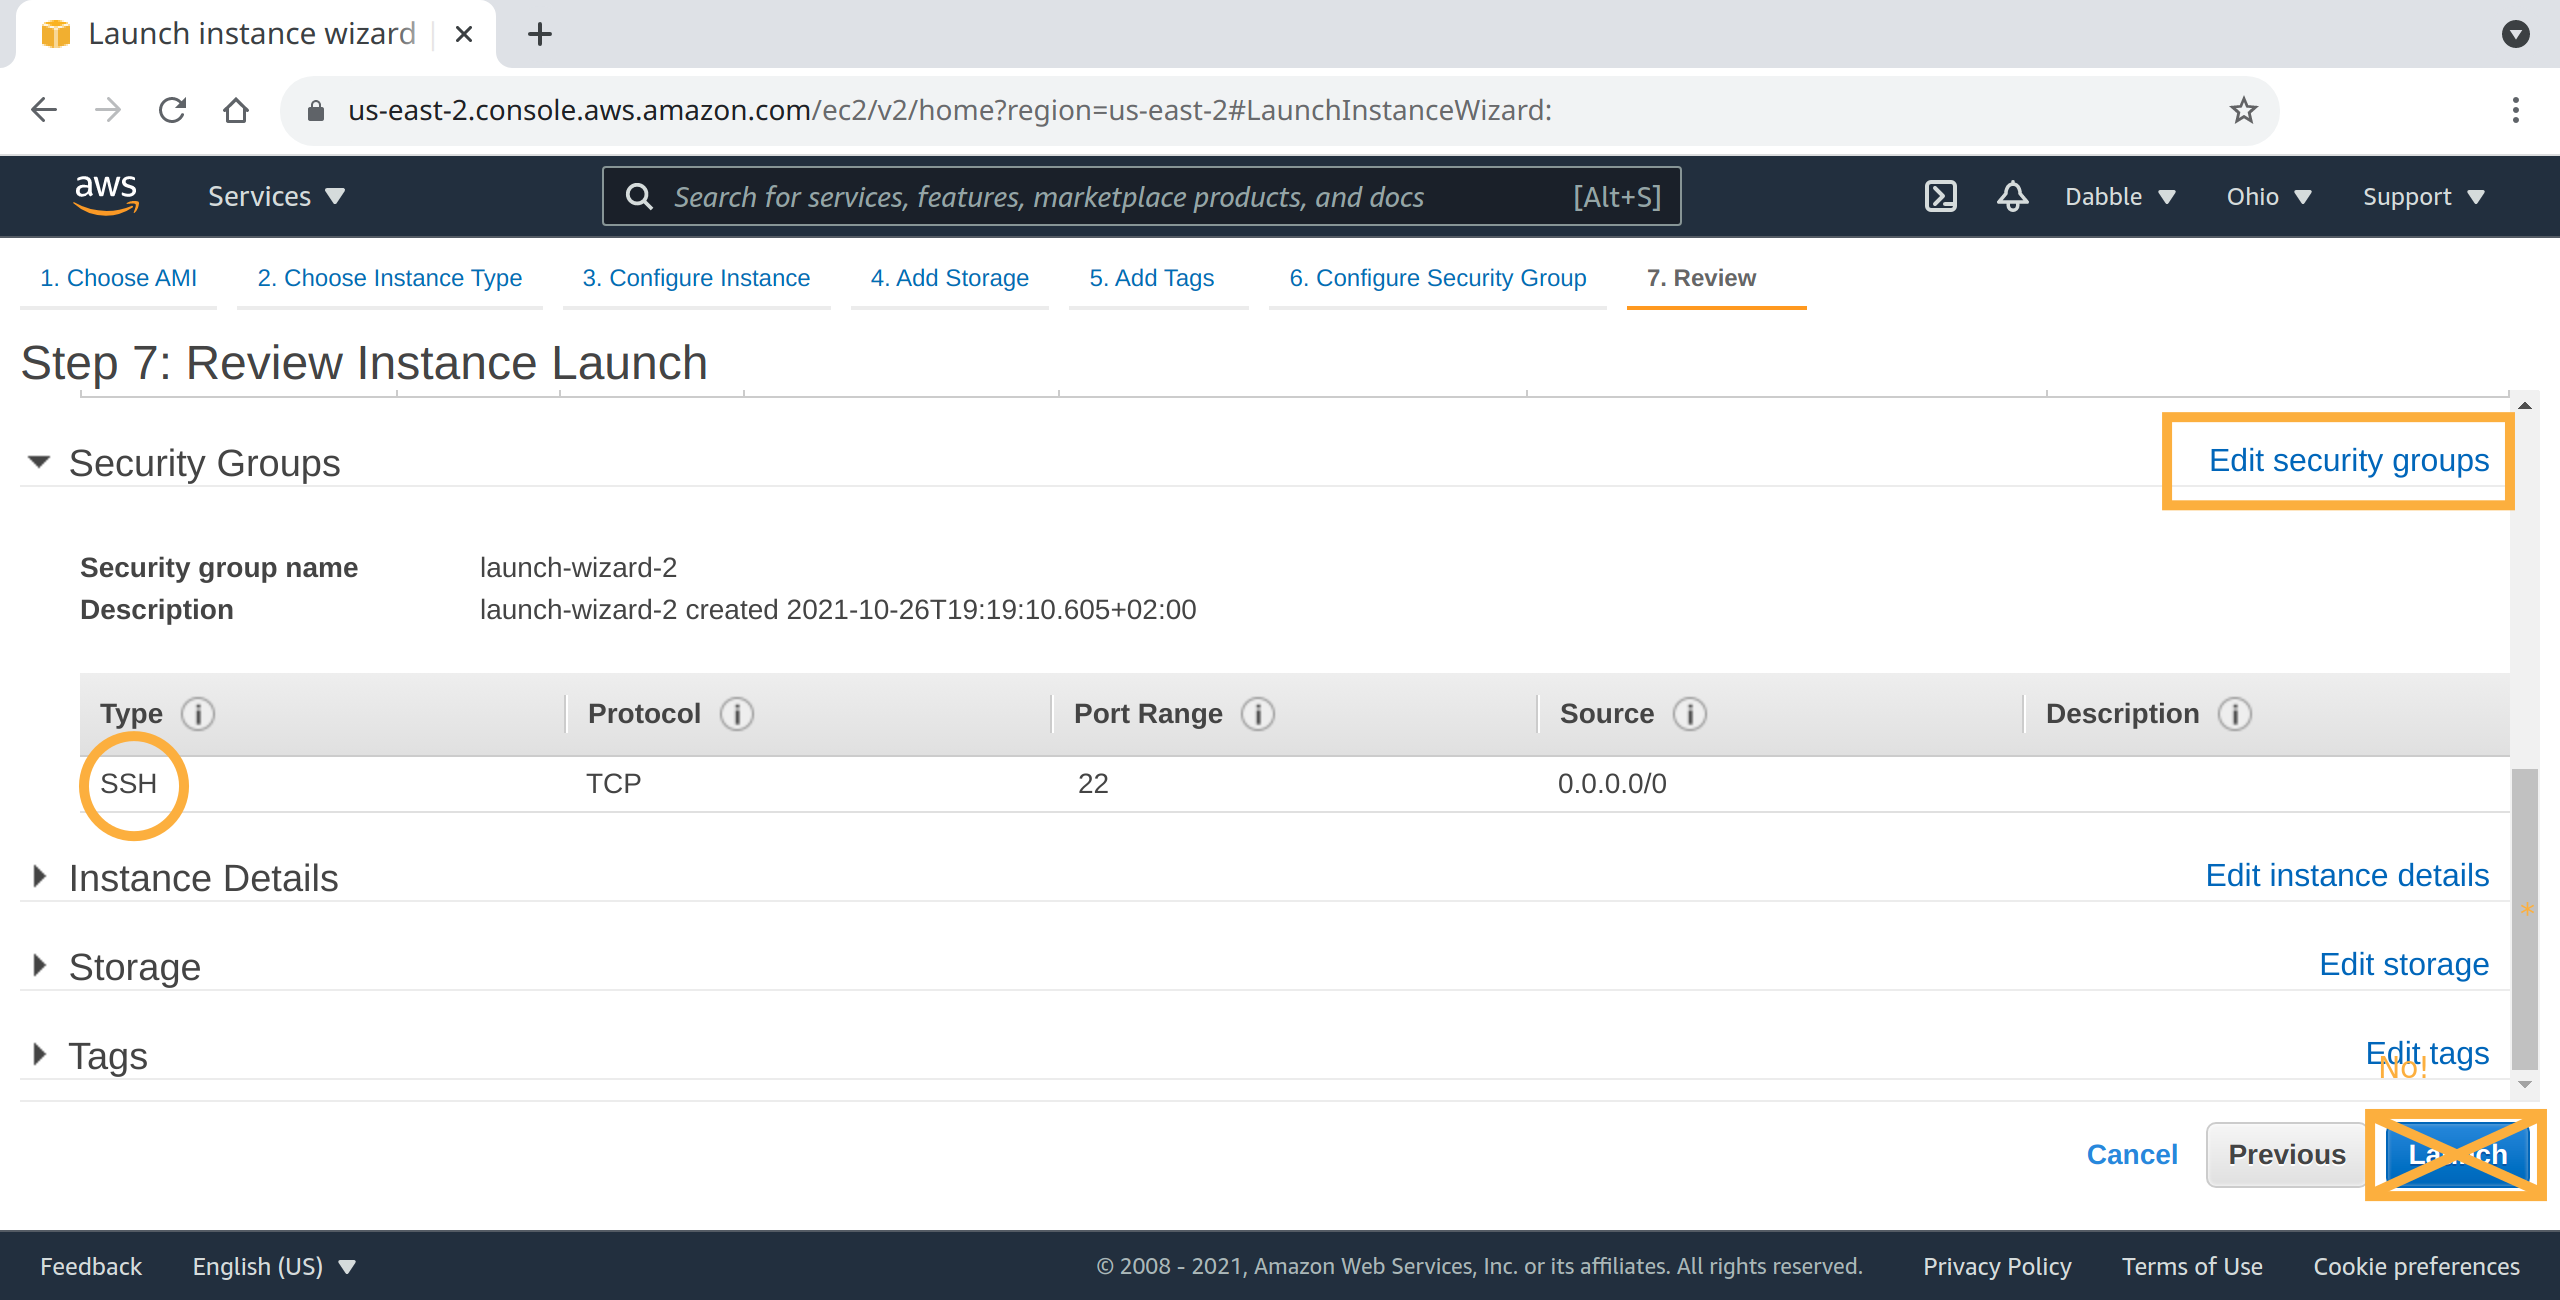 Launch instance wizard
us-east-2.console.aws.amazon.com/ec2/v2/home?region=us-east-2#LaunchInstanceWizard:
aws Services Search for services, features, marketplace products, and docs [Alt+S] Dabble Ohio Support
1. Choose AMI 2. Choose Instance Type 3. Configure Instance 4. Add Storage 5. Add Tags 6. Configure Security Group 7. Review
Step 7: Review Instance Launch
Security Groups Edit security groups
Security group name launch-wizard-2
Description launch-wizard-2 created 2021-10-26T19:19:10.605+02:00
Type Protocol Port Range Source Description
SSH TCP 22 0.0.0.0/0
Instance Details Edit instance details
*
Storage Edit storage
Tags Edit tags
No!
Cancel Previous Launch
Feedback English (US) © 2008 - 2021, Amazon Web Services, Inc. or its affiliates. All rights reserved. Privacy Policy Terms of Use Cookie preferences